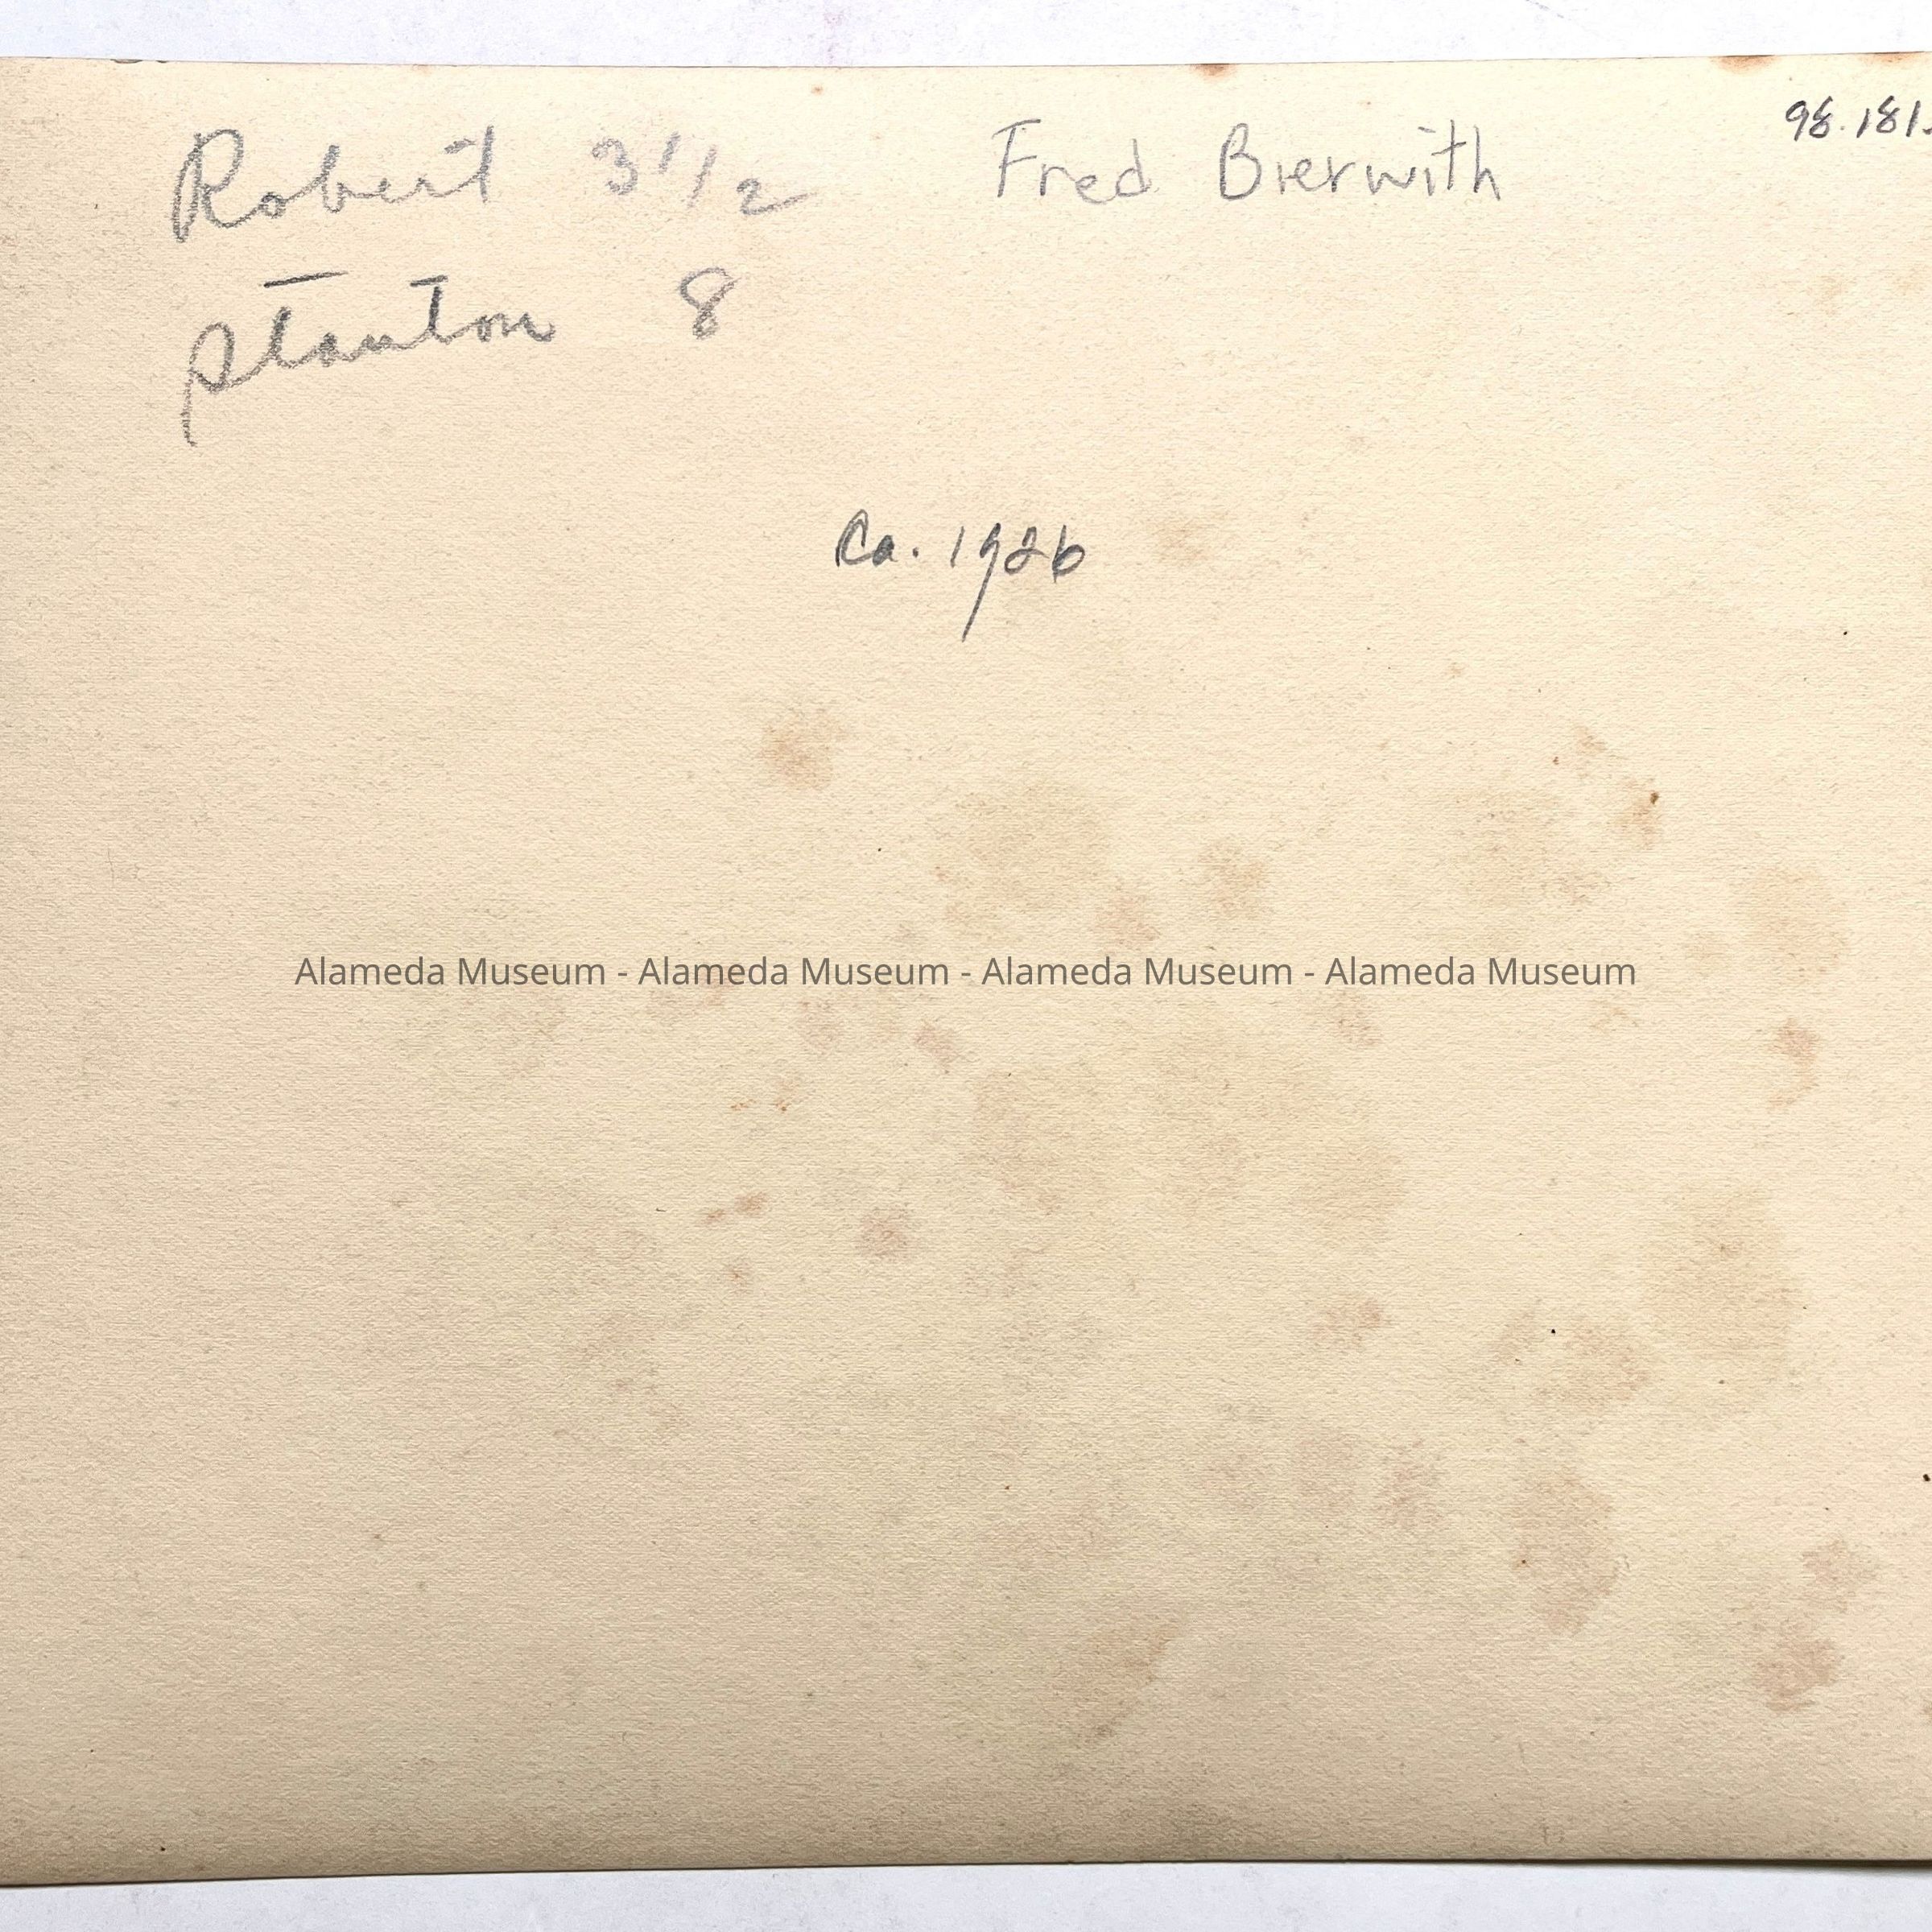 Robert 3 1/2 Fred Bierwith 98.181.
Stanton 8
Ca. 1926
Alameda Museum - Alameda Museum - Alameda Museum - Alameda Museum